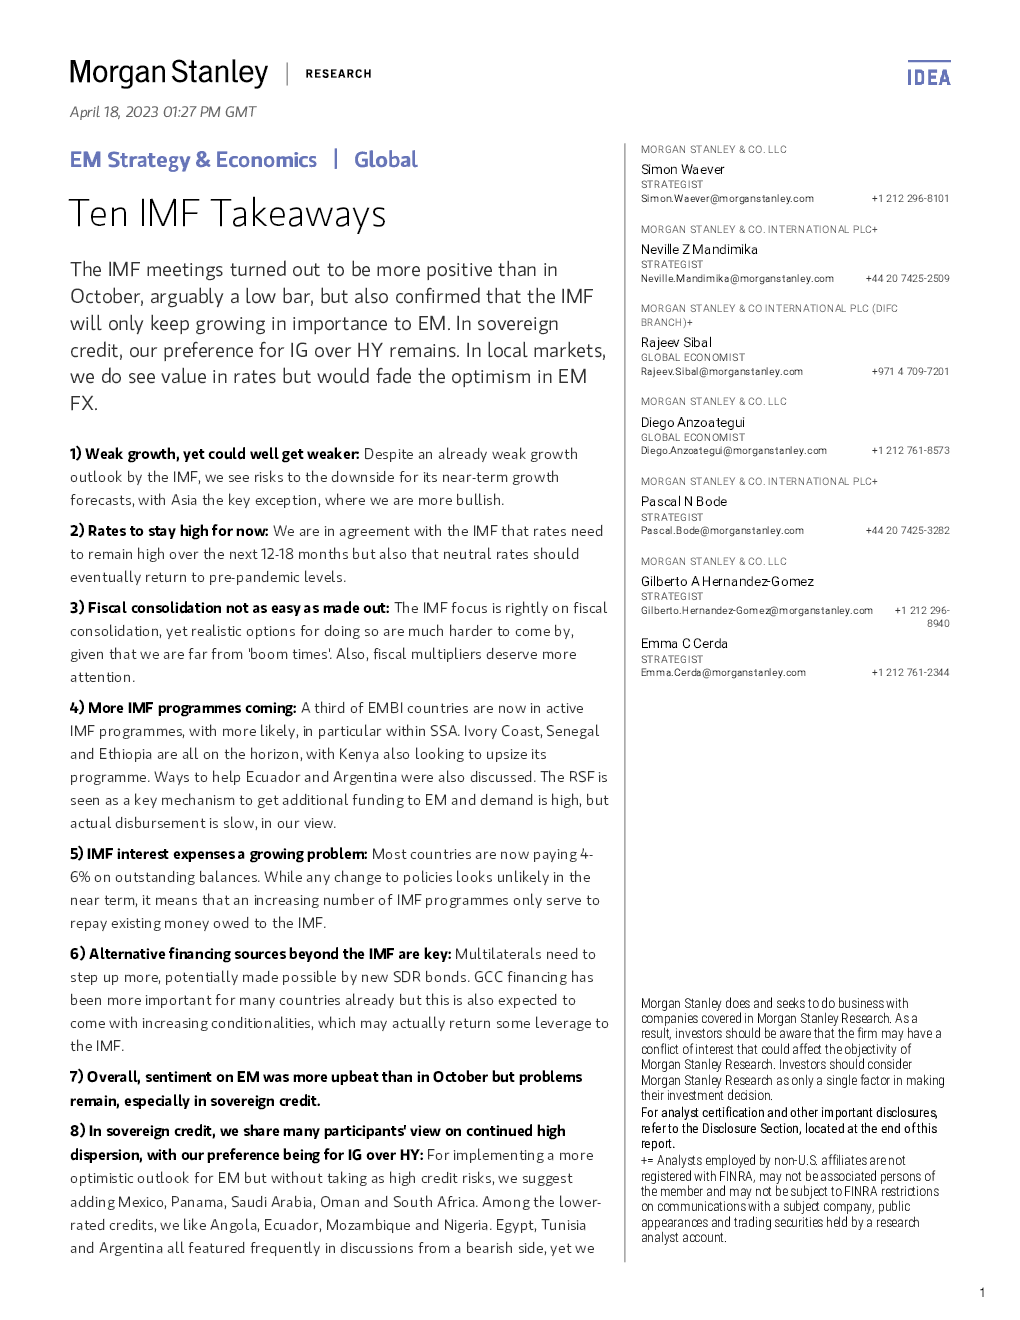 Morgan Stanley | RESEARCH
IDEA
April 18, 2023 01:27 PM GMT
EM Strategy & Economics | Global
Ten IMF Takeaways
The IMF meetings turned out to be more positive than in
October, arguably a low bar, but also confirmed that the IMF
will only keep growing in importance to EM. In sovereign
credit, our preference for IG over HY remains. In local markets,
we do see value in rates but would fade the optimism in EM
FX.
1) Weak growth, yet could well get weaker: Despite an already weak growth
outlook by the IMF, we see risks to the downside for its near-term growth
forecasts, with Asia the key exception, where we are more bullish.
2) Rates to stay high for now: We are in agreement with the IMF that rates need
to remain high over the next 12-18 months but also that neutral rates should
eventually return to pre-pandemic levels.
3) Fiscal consolidation not as easy as made out: The IMF focus is rightly on fiscal
consolidation, yet realistic options for doing so are much harder to come by,
given that we are far from 'boom times'. Also, fiscal multipliers deserve more
attention.
4) More IMF programmes coming: A third of EMBI countries are now in active
IMF programmes, with more likely, in particular within SSA. Ivory Coast, Senegal
and Ethiopia are all on the horizon, with Kenya also looking to upsize its
programme. Ways to help Ecuador and Argentina were also discussed. The RSF is
seen as a key mechanism to get additional funding to EM and demand is high, but
actual disbursement is slow, in our view.
5) IMF interest expenses a growing problem: Most countries are now paying 4-
6% on outstanding balances. While any change to policies looks unlikely in the
near term, it means that an increasing number of IMF programmes only serve to
repay existing money owed to the IMF.
6) Alternative financing sources beyond the IMF are key: Multilaterals need to
step up more, potentially made possible by new SDR bonds. GCC financing has
been more important for many countries already but this is also expected to
come with increasing conditionalities, which may actually return some leverage to
the IMF.
7) Overall, sentiment on EM was more upbeat than in October but problems
remain, especially in sovereign credit.
8) In sovereign credit, we share many participants' view on continued high
dispersion, with our preference being for IG over HY: For implementing a more
optimistic outlook for EM but without taking as high credit risks, we suggest
adding Mexico, Panama, Saudi Arabia, Oman and South Africa. Among the lower-
rated credits, we like Angola, Ecuador, Mozambique and Nigeria. Egypt, Tunisia
and Argentina all featured frequently in discussions from a bearish side, yet we
MORGAN STANLEY & CO. LLC
Simon Waever
STRATEGIST
Simon.Waever@morganstanley.com +1 212 296-8101
MORGAN STANLEY & CO. INTERNATIONAL PLC+
Neville Z Mandimika
STRATEGIST
Neville.Mandimika@morganstanley.com +44 20 7425-2509
MORGAN STANLEY & CO INTERNATIONAL PLC (DIFC
BRANCH)+
Rajeev Sibal
GLOBAL ECONOMIST
Rajeev.Sibal@morganstanley.com +971 4 709-7201
MORGAN STANLEY & CO. LLC
Diego Anzoategui
GLOBAL ECONOMIST
Diego.Anzoategui@morganstanley.com +1 212 761-8573
MORGAN STANLEY & CO. INTERNATIONAL PLC+
Pascal N Bode
STRATEGIST
Pascal.Bode@morganstanley.com +44 20 7425-3282
MORGAN STANLEY & CO. LLC
Gilberto A Hernandez-Gomez
STRATEGIST
Gilberto.Hernandez-Gomez@morganstanley.com +1 212 296-
8940
Emma C Cerda
STRATEGIST
Emma.Cerda@morganstanley.com +1 212 761-2344
Morgan Stanley does and seeks to do business with
companies covered in Morgan Stanley Research. As a
result, investors should be aware that the firm may have a
conflict of interest that could affect the objectivity of
Morgan Stanley Research. Investors should consider
Morgan Stanley Research as only a single factor in making
their investment decision.
For analyst certification and other important disclosures,
refer to the Disclosure Section, located at the end of this
report.
+= Analysts employed by non-U.S. affiliates are not
registered with FINRA, may not be associated persons of
the member and may not be subject to FINRA restrictions
on communications with a subject company, public
appearances and trading securities held by a research
analyst account.
1